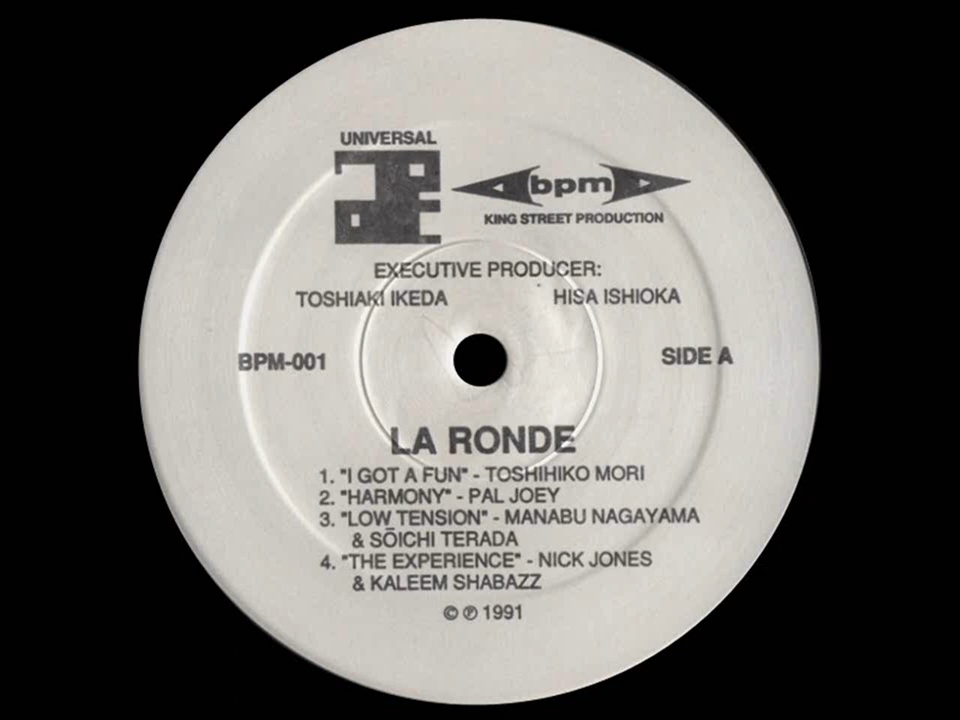 UNIVERSAL
bpm
KING STREET PRODUCTION
EXECUTIVE PRODUCER:
TOSHIAKI IKEDA HISA ISHIOKA
BPM-001 SIDE A
LA RONDE
1. "I GOT A FUN" - TOSHIHIKO MORI
2. "HARMONY" - PAL JOEY
3. "LOW TENSION" - MANABU NAGAYAMA
& SŌICHI TERADA
4. "THE EXPERIENCE" - NICK JONES
& KALEEM SHABAZZ
© ℗ 1991